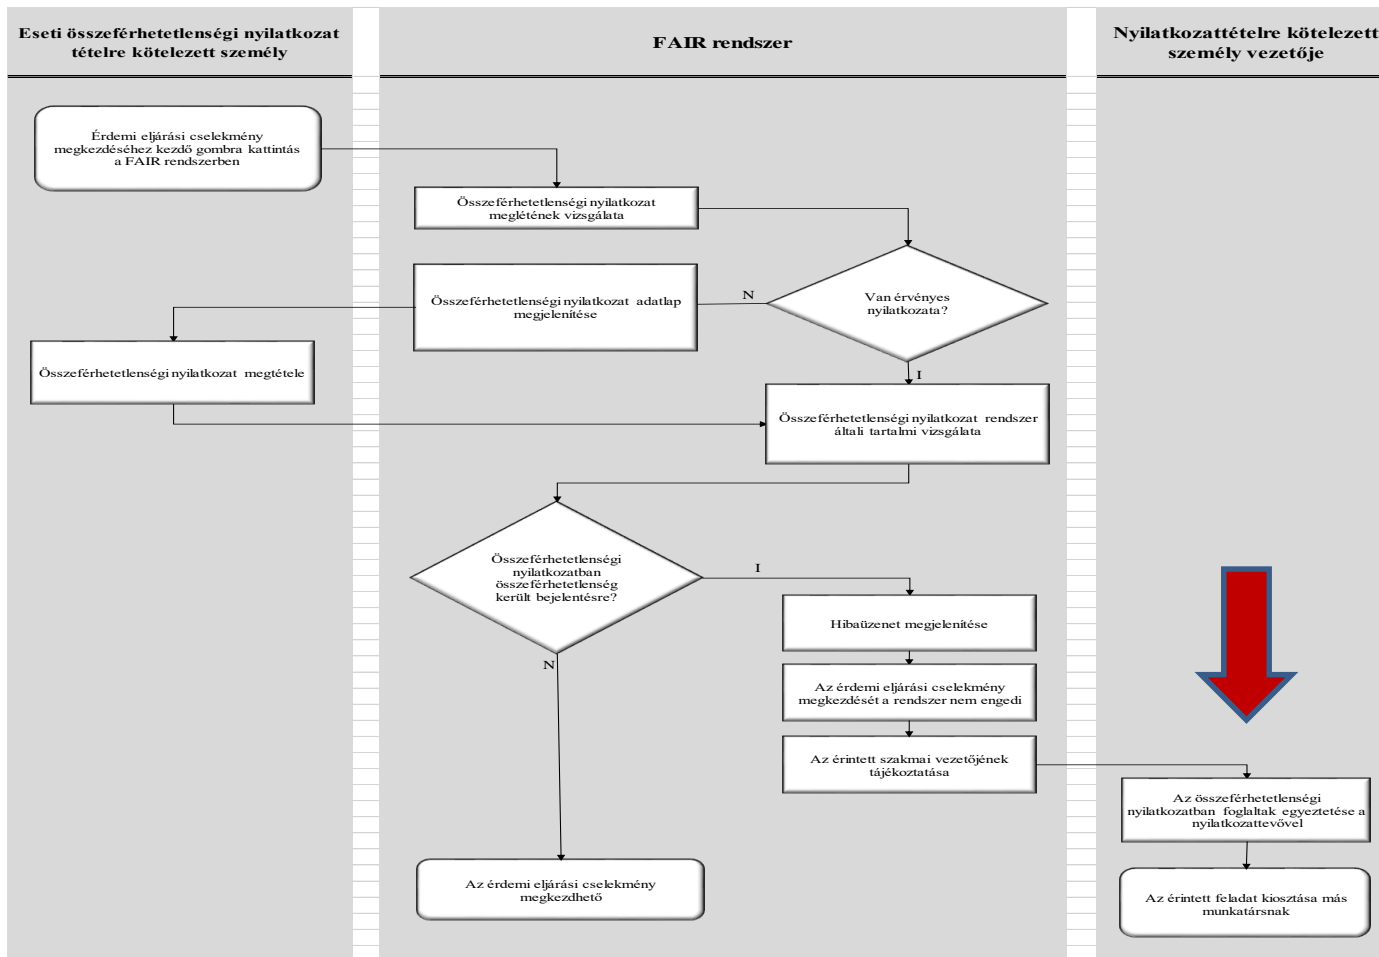 Eseti összeférhetetlenségi nyilatkozat
tételre kötelezett személy
FAIR rendszer
Nyilatkozattételre kötelezett
személy vezetője
Érdemi eljárási cselekmény
megkezdéséhez kezdő gombra kattintás
a FAIR rendszerben
Összeférhetetlenségi nyilatkozat
meglétének vizsgálata
Van érvényes
nyilatkozata?
N
Összeférhetetlenségi nyilatkozat adatlap
megjelenítése
Összeférhetetlenségi nyilatkozat megtétele
I
Összeférhetetlenségi nyilatkozat rendszer
általi tartalmi vizsgálata
Összeférhetetlenségi
nyilatkozatban
összeférhetetlenség
került bejelentésre?
I
N
Hibaüzenet megjelenítése
Az érdemi eljárási cselekmény
megkezdését a rendszer nem engedi
Az érintett szakmai vezetőjének
tájékoztatása
Az összeférhetetlenségi
nyilatkozatban foglaltak egyeztetése a
nyilatkozattevővel
Az érdemi eljárási cselekmény
megkezdhető
Az érintett feladat kiosztása más
munkatársnak